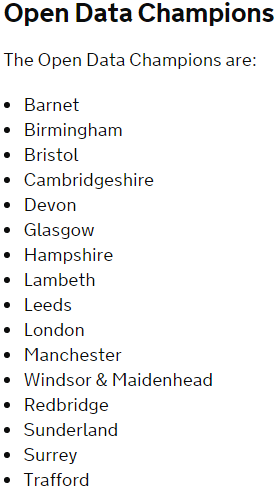 Open Data Champions
The Open Data Champions are:
• Barnet
• Birmingham
• Bristol
• Cambridgeshire
• Devon
• Glasgow
• Hampshire
• Lambeth
• Leeds
• London
• Manchester
• Windsor & Maidenhead
• Redbridge
• Sunderland
• Surrey
• Trafford